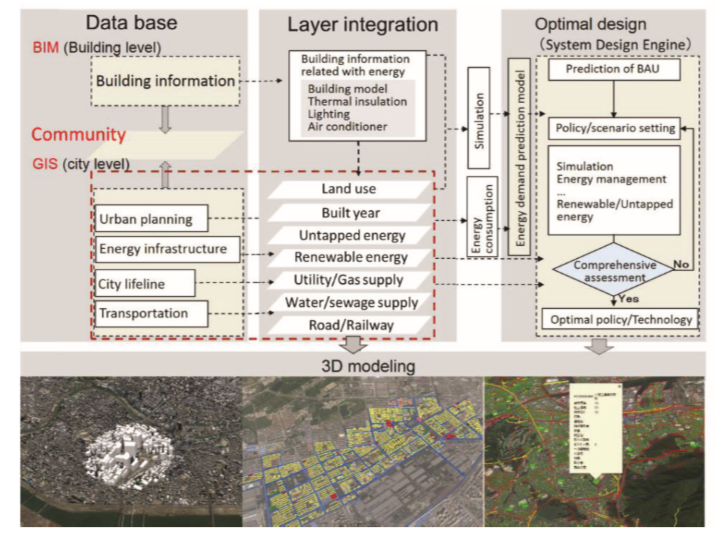 Data base
BIM (Building level)
Building information
Community
GIS (city level)
Urban planning
Energy infrastructure
City lifeline
Transportation
Layer integration
Building information
related with energy
Building model
Thermal insulation
Lighting
Air conditioner
Land use
Built year
Untapped energy
Renewable energy
Utility/Gas supply
Water/sewage supply
Road/Railway
Simulation
Energy
consumption
Energy demand prediction model
Optimal design
(System Design Engine)
Prediction of BAU
Policy/scenario setting
Simulation
Energy management
...
Renewable/Untapped
energy
Comprehensive
assessment
No
Yes
Optimal policy/Technology
3D modeling